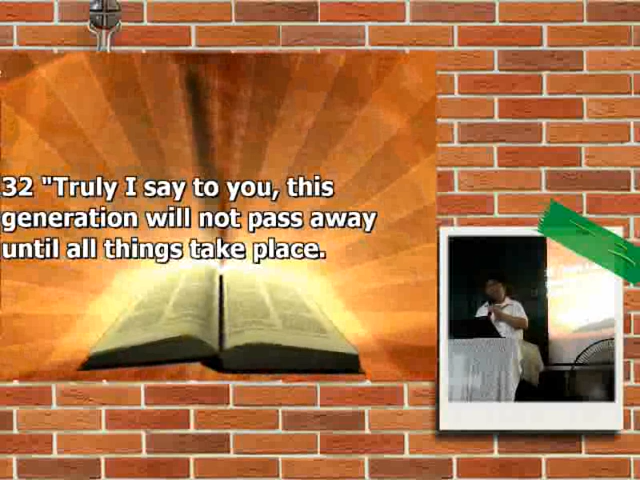 32 "Truly I say to you, this
generation will not pass away
until all things take place.